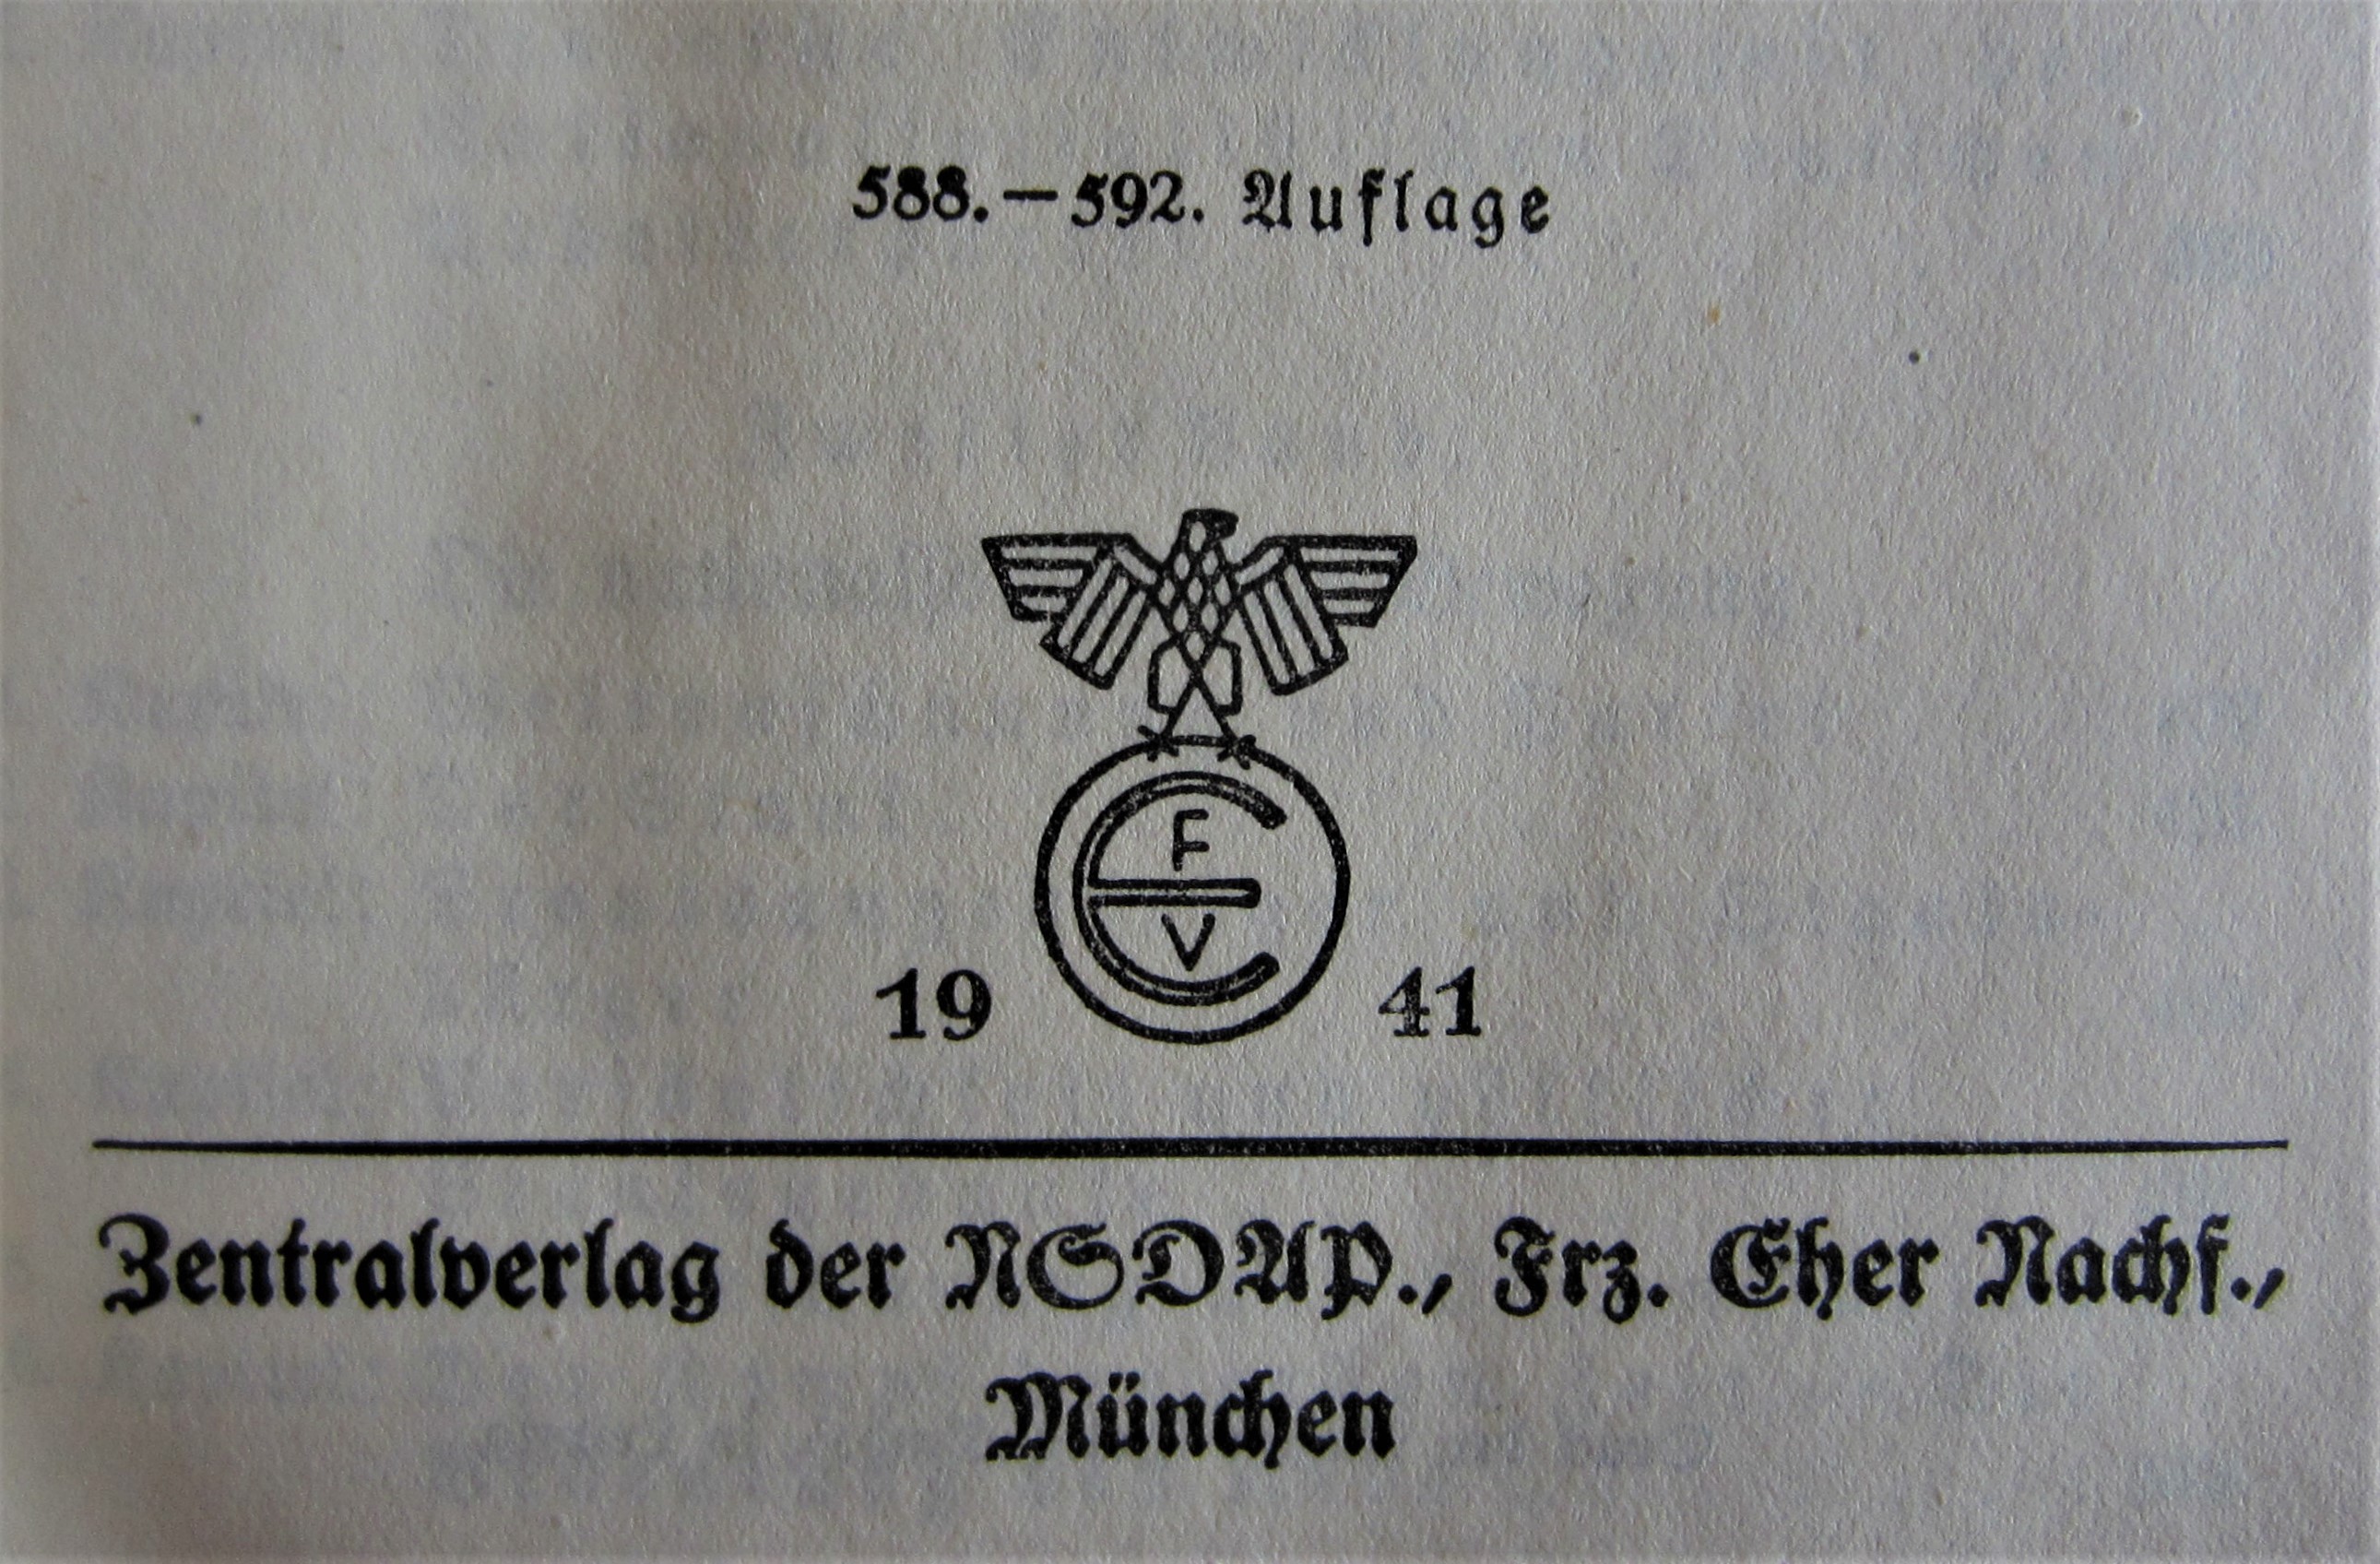 588.—592. Auflage
F
E
V
19 41
Zentralverlag der NSDAP., Frz. Eher Nachf.,
München